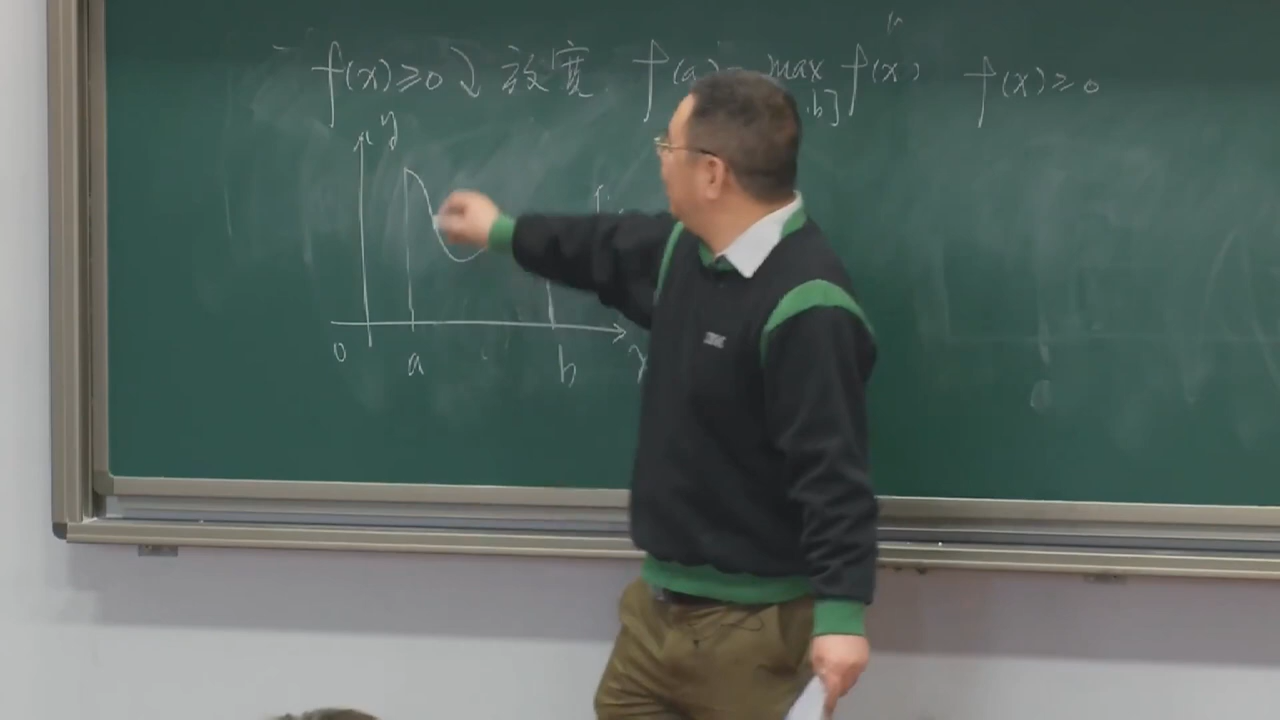 f(x)≥0 放宽. f(a)= max f(x) f(x)≥0
.b]
y
f
0 a b x